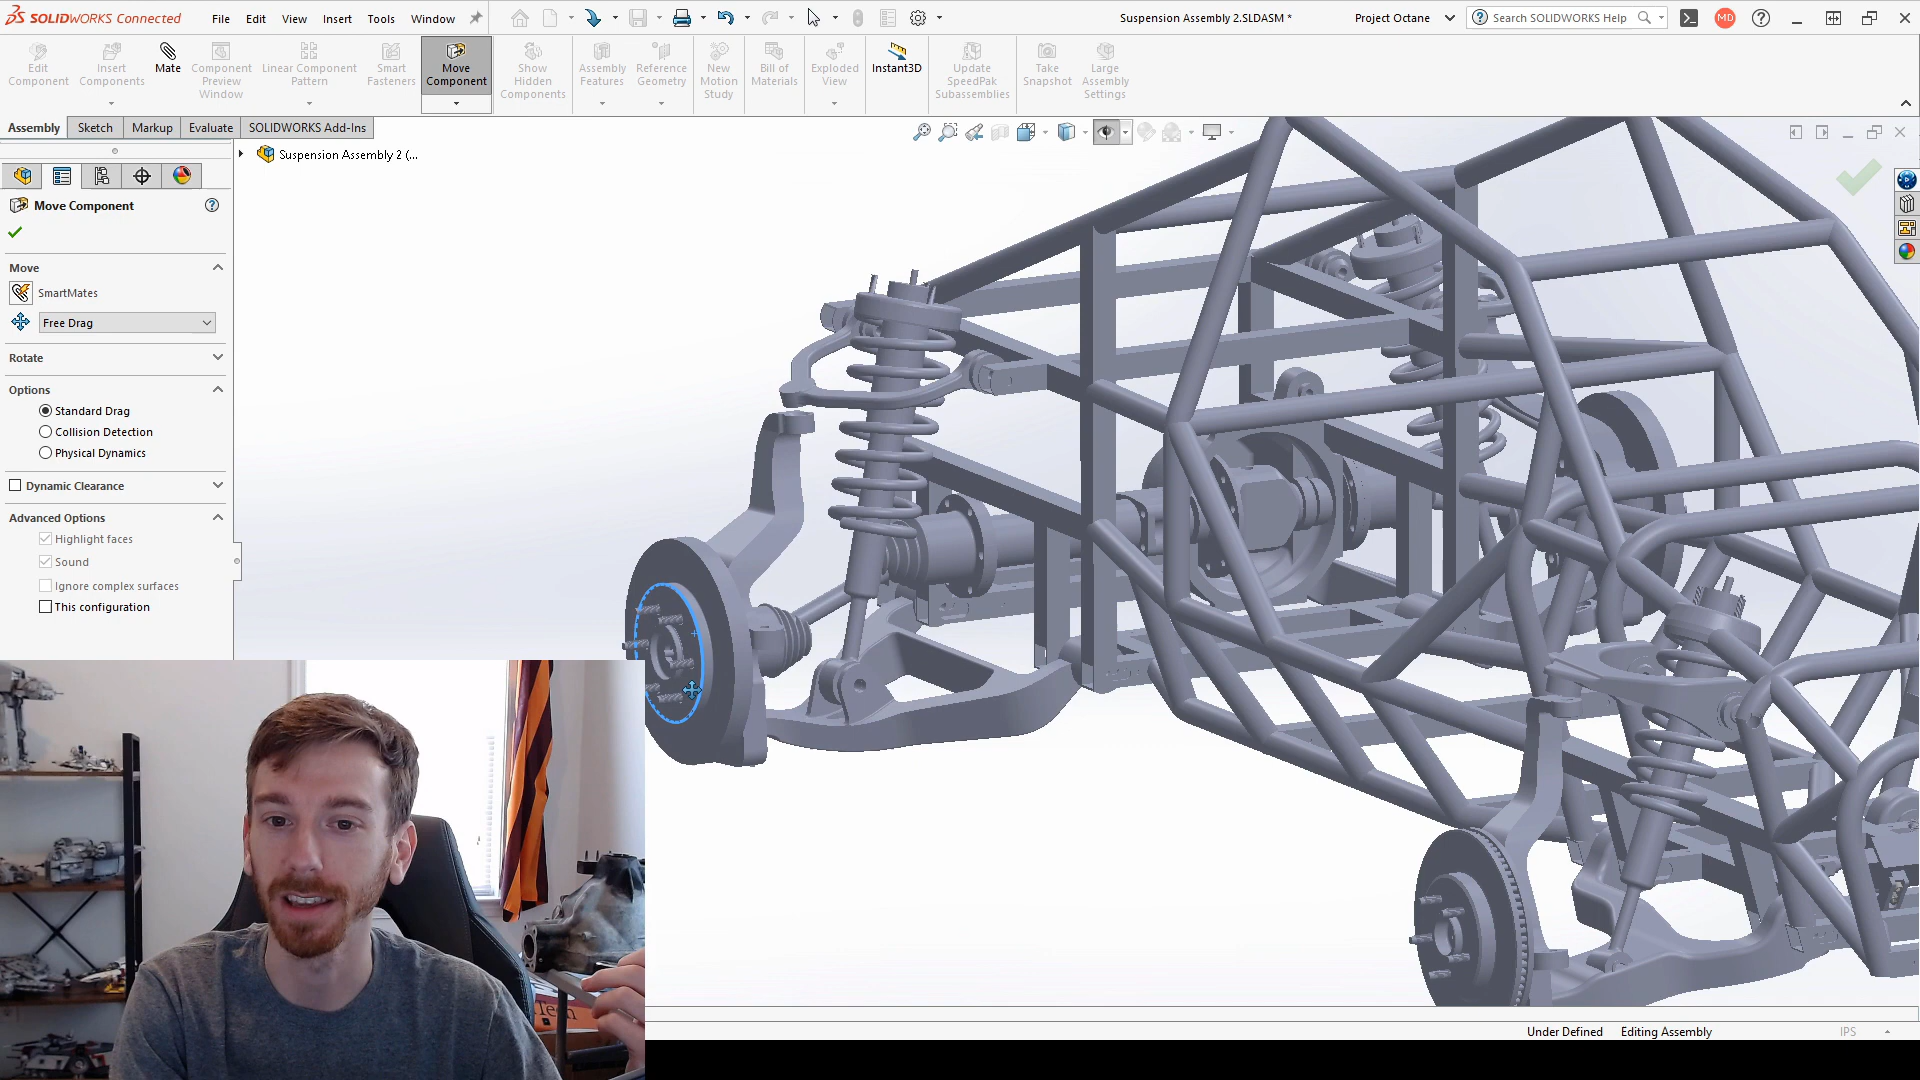 SOLIDWORKS Connected
File Edit View Insert Tools Window
Suspension Assembly 2.SLDASM *
Project Octane
Search SOLIDWORKS Help
MD
Edit Component
Insert Components
Mate
Component Preview Window
Linear Component Pattern
Smart Fasteners
Move Component
Show Hidden Components
Assembly Features
Reference Geometry
New Motion Study
Bill of Materials
Exploded View
Instant3D
Update SpeedPak Subassemblies
Take Snapshot
Large Assembly Settings
Assembly Sketch Markup Evaluate SOLIDWORKS Add-Ins
Suspension Assembly 2 (...
Move Component
Move
SmartMates
Free Drag
Rotate
Options
Standard Drag
Collision Detection
Physical Dynamics
Dynamic Clearance
Advanced Options
Highlight faces
Sound
Ignore complex surfaces
This configuration
Under Defined Editing Assembly IPS